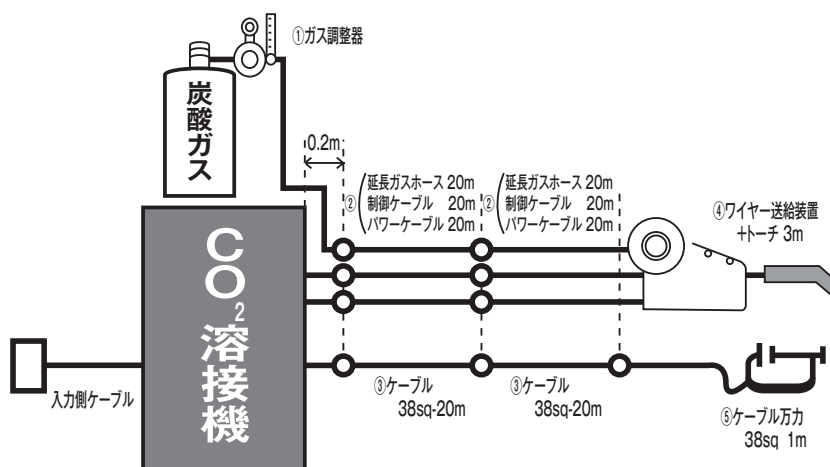 ①ガス調整器
炭酸ガス
0.2m
②
延長ガスホース 20m
制御ケーブル 20m
パワーケーブル 20m
②
延長ガスホース 20m
制御ケーブル 20m
パワーケーブル 20m
④ワイヤー送給装置
+トーチ 3m
CO2溶接機
入力側ケーブル
③ケーブル
38sq-20m
③ケーブル
38sq-20m
⑤ケーブル万力
38sq 1m